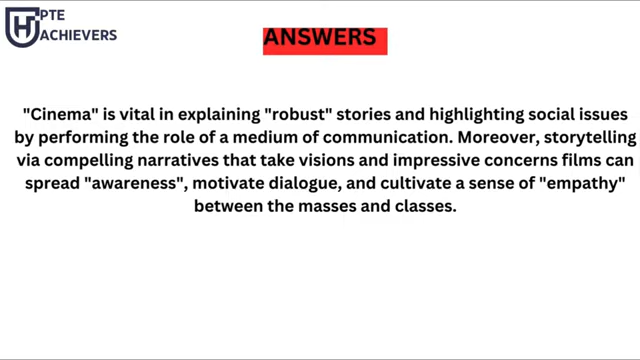 PTE
ACHIEVERS
ANSWERS
"Cinema" is vital in explaining "robust" stories and highlighting social issues
by performing the role of a medium of communication. Moreover, storytelling
via compelling narratives that take visions and impressive concerns films can
spread "awareness", motivate dialogue, and cultivate a sense of "empathy"
between the masses and classes.